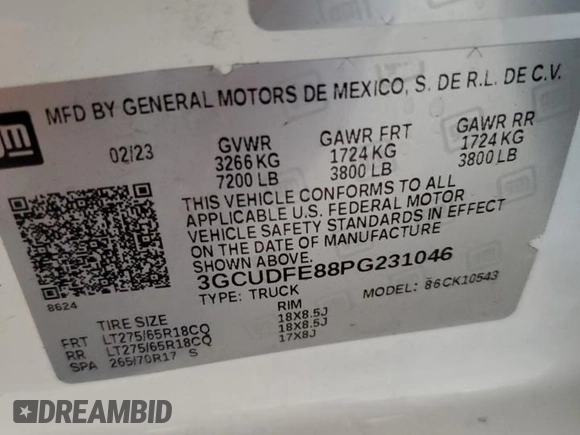 gm
MFD BY GENERAL MOTORS DE MEXICO, S. DE R.L. DE C.V.
02/23 GVWR GAWR FRT GAWR RR
3266 KG 1724 KG 1724 KG
7200 LB 3800 LB 3800 LB
THIS VEHICLE CONFORMS TO ALL
APPLICABLE U.S. FEDERAL MOTOR
VEHICLE SAFETY STANDARDS IN EFFECT
ON THE DATE OF MANUFACTURE
SHOWN ABOVE.
3GCUDFE88PG231046
8624 TYPE: TRUCK MODEL: 86CK10543
TIRE SIZE RIM
FRT LT275/65R18CQ 18X8.5J
RR LT275/65R18CQ 18X8.5J
SPA 265/70R17 S 17X8J
DREAMBID